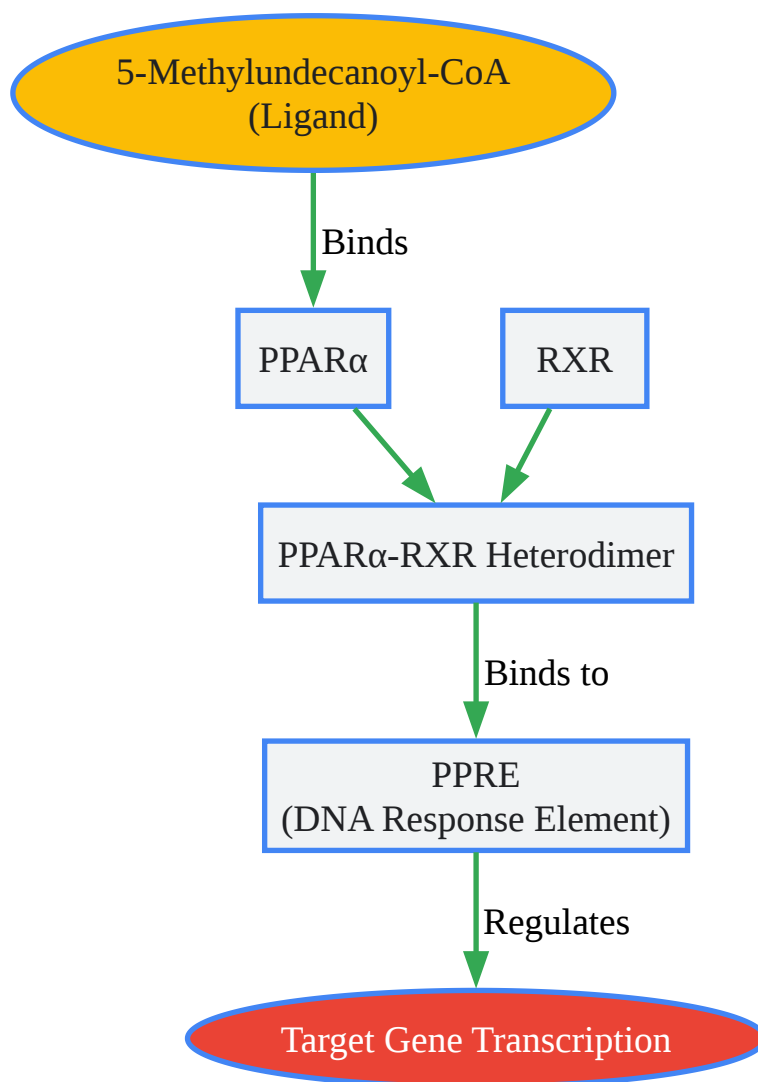 5-Methylundecanoyl-CoA
(Ligand)
Binds
PPARα
RXR
PPARα-RXR Heterodimer
Binds to
PPRE
(DNA Response Element)
Regulates
Target Gene Transcription